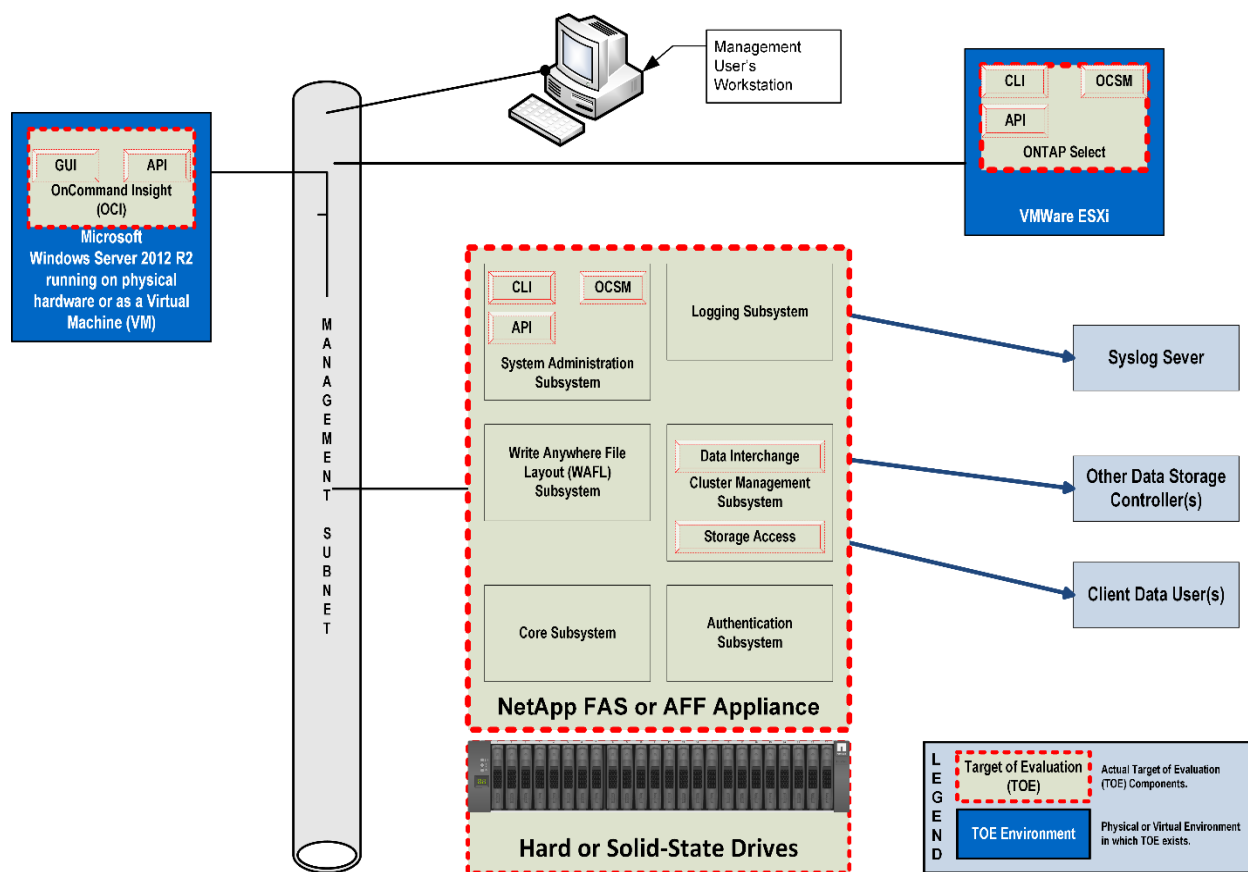 Management
User's
Workstation
CLI
OCSM
API
ONTAP Select
VMWare ESXi
GUI
API
OnCommand Insight
(OCI)
Microsoft
Windows Server 2012 R2
running on physical
hardware or as a Virtual
Machine (VM)
MANAGEMENT SUBNET
CLI
OCSM
API
System Administration
Subsystem
Logging Subsystem
Write Anywhere File
Layout (WAFL)
Subsystem
Data Interchange
Cluster Management
Subsystem
Storage Access
Core Subsystem
Authentication
Subsystem
NetApp FAS or AFF Appliance
Hard or Solid-State Drives
Syslog Sever
Other Data Storage
Controller(s)
Client Data User(s)
LEGEND
Target of Evaluation
(TOE)
Actual Target of Evaluation
(TOE) Components.
TOE Environment
Physical or Virtual Environment
in which TOE exists.